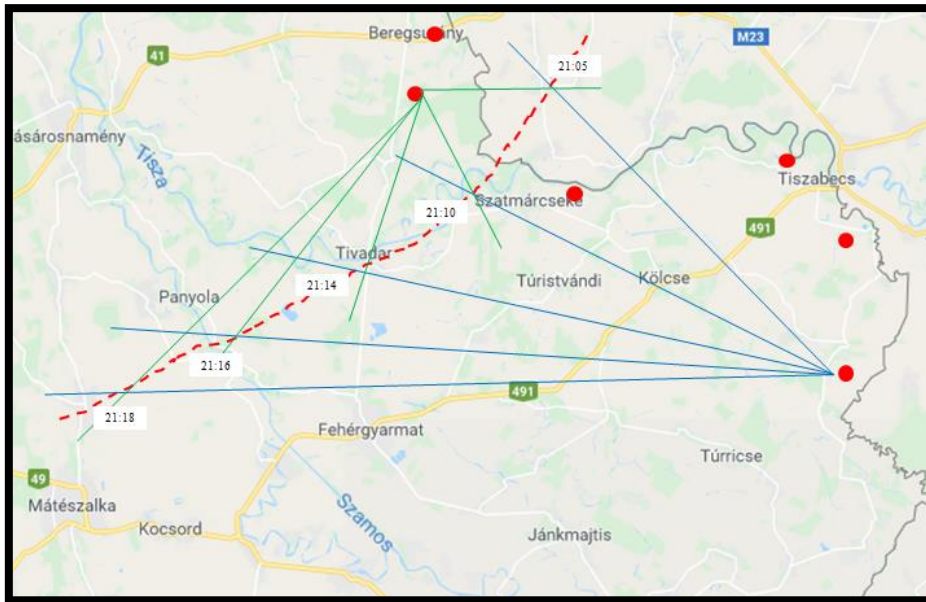 Beregsurány
M23
41
21:05
ásárosnamény
Tisza
Tiszabecs
Szatmárcseke
21:10
491
Tivadar
Túristvándi
Kölcse
21:14
Panyola
21:16
491
21:18
Fehérgyarmat
Túrricse
49
Mátészalka
Szamos
Kocsord
Jánkmajtis